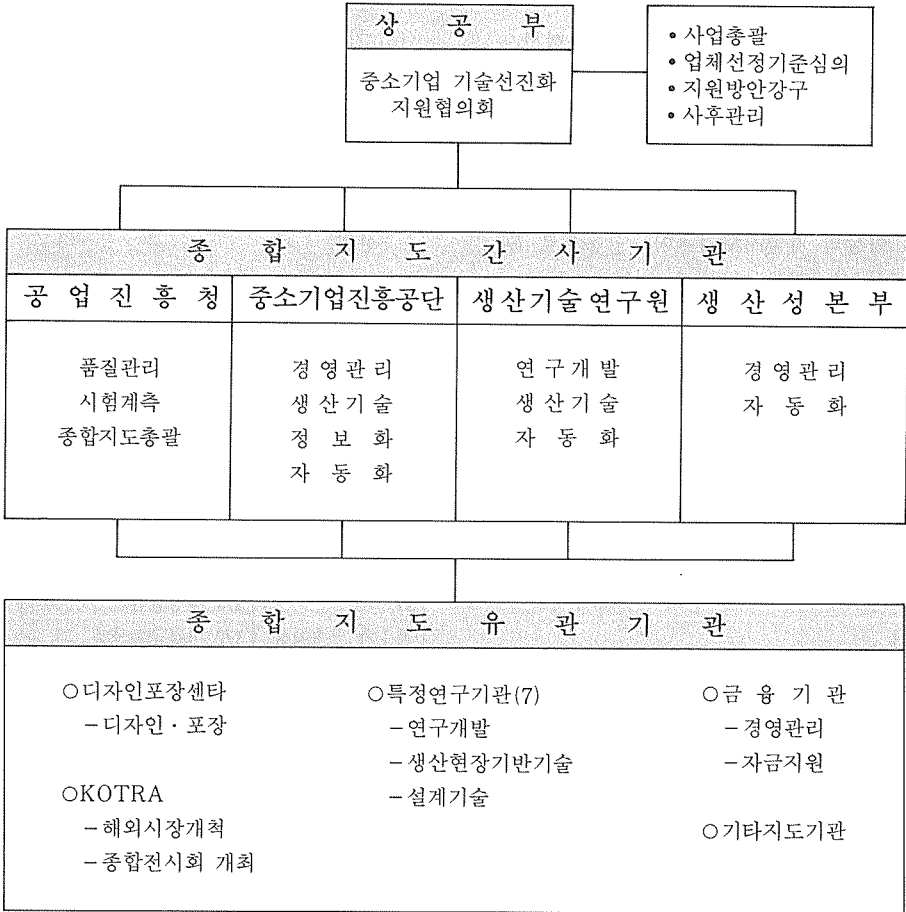 상 공 부
중소기업 기술선진화
지원협의회
• 사업총괄
• 업체선정기준심의
• 지원방안강구
• 사후관리
종 합 지 도 간 사 기 관
공 업 진 흥 청
품질관리
시험계측
종합지도총괄
중소기업진흥공단
경 영 관 리
생 산 기 술
정 보 화
자 동 화
생산기술연구원
연 구 개 발
생 산 기 술
자 동 화
생 산 성 본 부
경 영 관 리
자 동 화
종 합 지 도 유 관 기 관
○디자인포장센타
－디자인 · 포장
○KOTRA
－해외시장개척
－종합전시회 개최
○특정연구기관(7)
－연구개발
－생산현장기반기술
－설계기술
○금 융 기 관
－경영관리
－자금지원
○기타지도기관